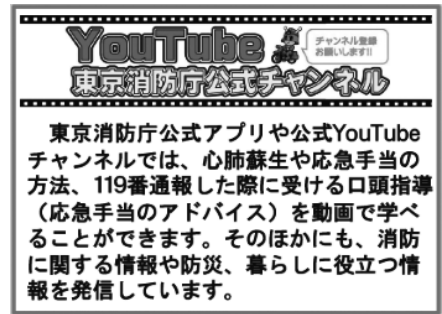 YouTube
チャンネル登録
お願いします!!
東京消防庁公式チャンネル
東京消防庁公式アプリや公式YouTube
チャンネルでは、心肺蘇生や応急手当の
方法、119番通報した際に受ける口頭指導
（応急手当のアドバイス）を動画で学べ
ることができます。そのほかにも、消防
に関する情報や防災、暮らしに役立つ情
報を発信しています。